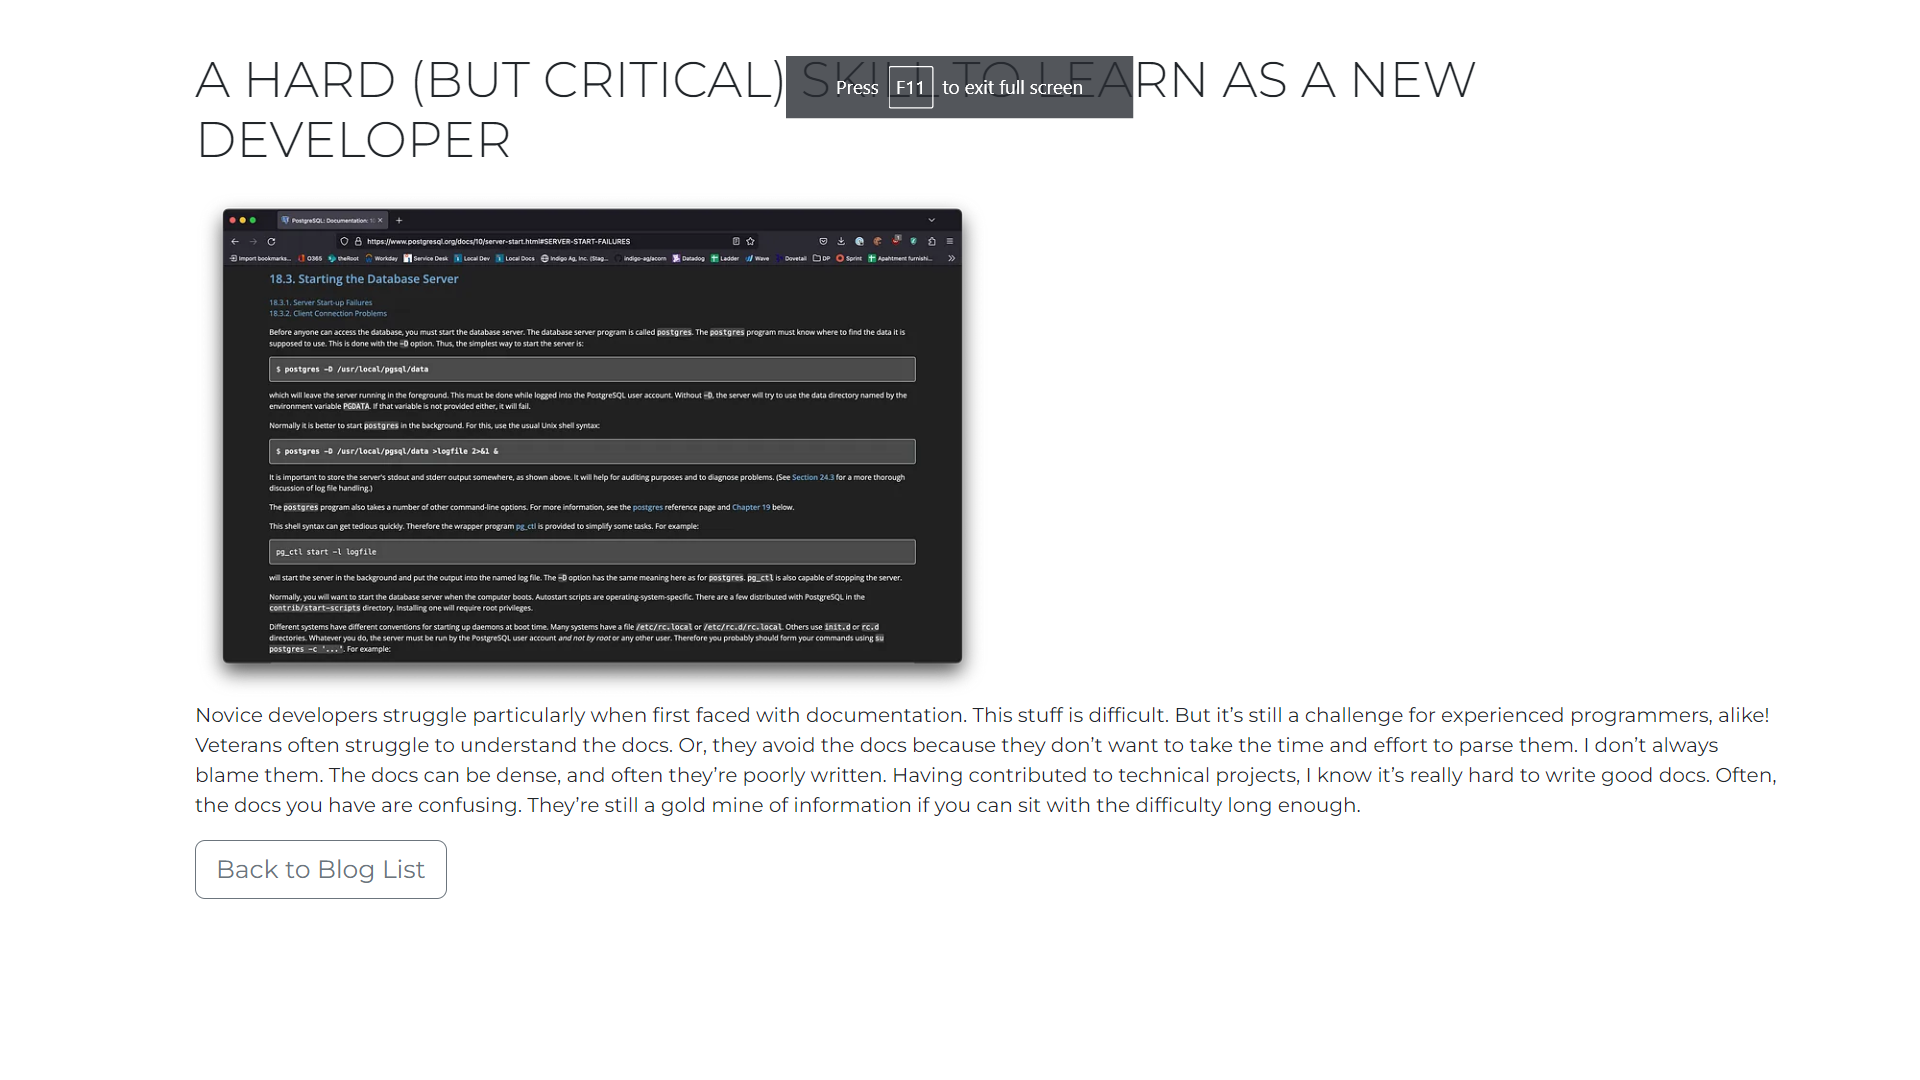 A HARD (BUT CRITICAL) SKILL TO LEARN AS A NEW
DEVELOPER
Press F11 to exit full screen
PostgreSQL: Documentation: 1
https://www.postgresql.org/docs/10/server-start.html#SERVER-START-FAILURES
Import bookmarks... O365 theRoot Workday Service Desk Local Dev Local Docs Indigo Ag, Inc. (Stag... indigo-ag/acorn Datadog Ladder Wave Dovetail DP Sprint Apahtment furnishi...
18.3. Starting the Database Server
18.3.1. Server Start-up Failures
18.3.2. Client Connection Problems
Before anyone can access the database, you must start the database server. The database server program is called postgres. The postgres program must know where to find the data it is
supposed to use. This is done with the -D option. Thus, the simplest way to start the server is:
$ postgres -D /usr/local/pgsql/data
which will leave the server running in the foreground. This must be done while logged into the PostgreSQL user account. Without -D, the server will try to use the data directory named by the
environment variable PGDATA. If that variable is not provided either, it will fail.
Normally it is better to start postgres in the background. For this, use the usual Unix shell syntax:
$ postgres -D /usr/local/pgsql/data >logfile 2>&1 &
It is important to store the server's stdout and stderr output somewhere, as shown above. It will help for auditing purposes and to diagnose problems. (See Section 24.3 for a more thorough
discussion of log file handling.)
The postgres program also takes a number of other command-line options. For more information, see the postgres reference page and Chapter 19 below.
This shell syntax can get tedious quickly. Therefore the wrapper program pg_ctl is provided to simplify some tasks. For example:
pg_ctl start -l logfile
will start the server in the background and put the output into the named log file. The -D option has the same meaning here as for postgres. pg_ctl is also capable of stopping the server.
Normally, you will want to start the database server when the computer boots. Autostart scripts are operating-system-specific. There are a few distributed with PostgreSQL in the
contrib/start-scripts directory. Installing one will require root privileges.
Different systems have different conventions for starting up daemons at boot time. Many systems have a file /etc/rc.local or /etc/rc.d/rc.local. Others use init.d or rc.d
directories. Whatever you do, the server must be run by the PostgreSQL user account and not by root or any other user. Therefore you probably should form your commands using su
postgres -c '...'. For example:
Novice developers struggle particularly when first faced with documentation. This stuff is difficult. But it’s still a challenge for experienced programmers, alike!
Veterans often struggle to understand the docs. Or, they avoid the docs because they don’t want to take the time and effort to parse them. I don’t always
blame them. The docs can be dense, and often they’re poorly written. Having contributed to technical projects, I know it’s really hard to write good docs. Often,
the docs you have are confusing. They’re still a gold mine of information if you can sit with the difficulty long enough.
Back to Blog List